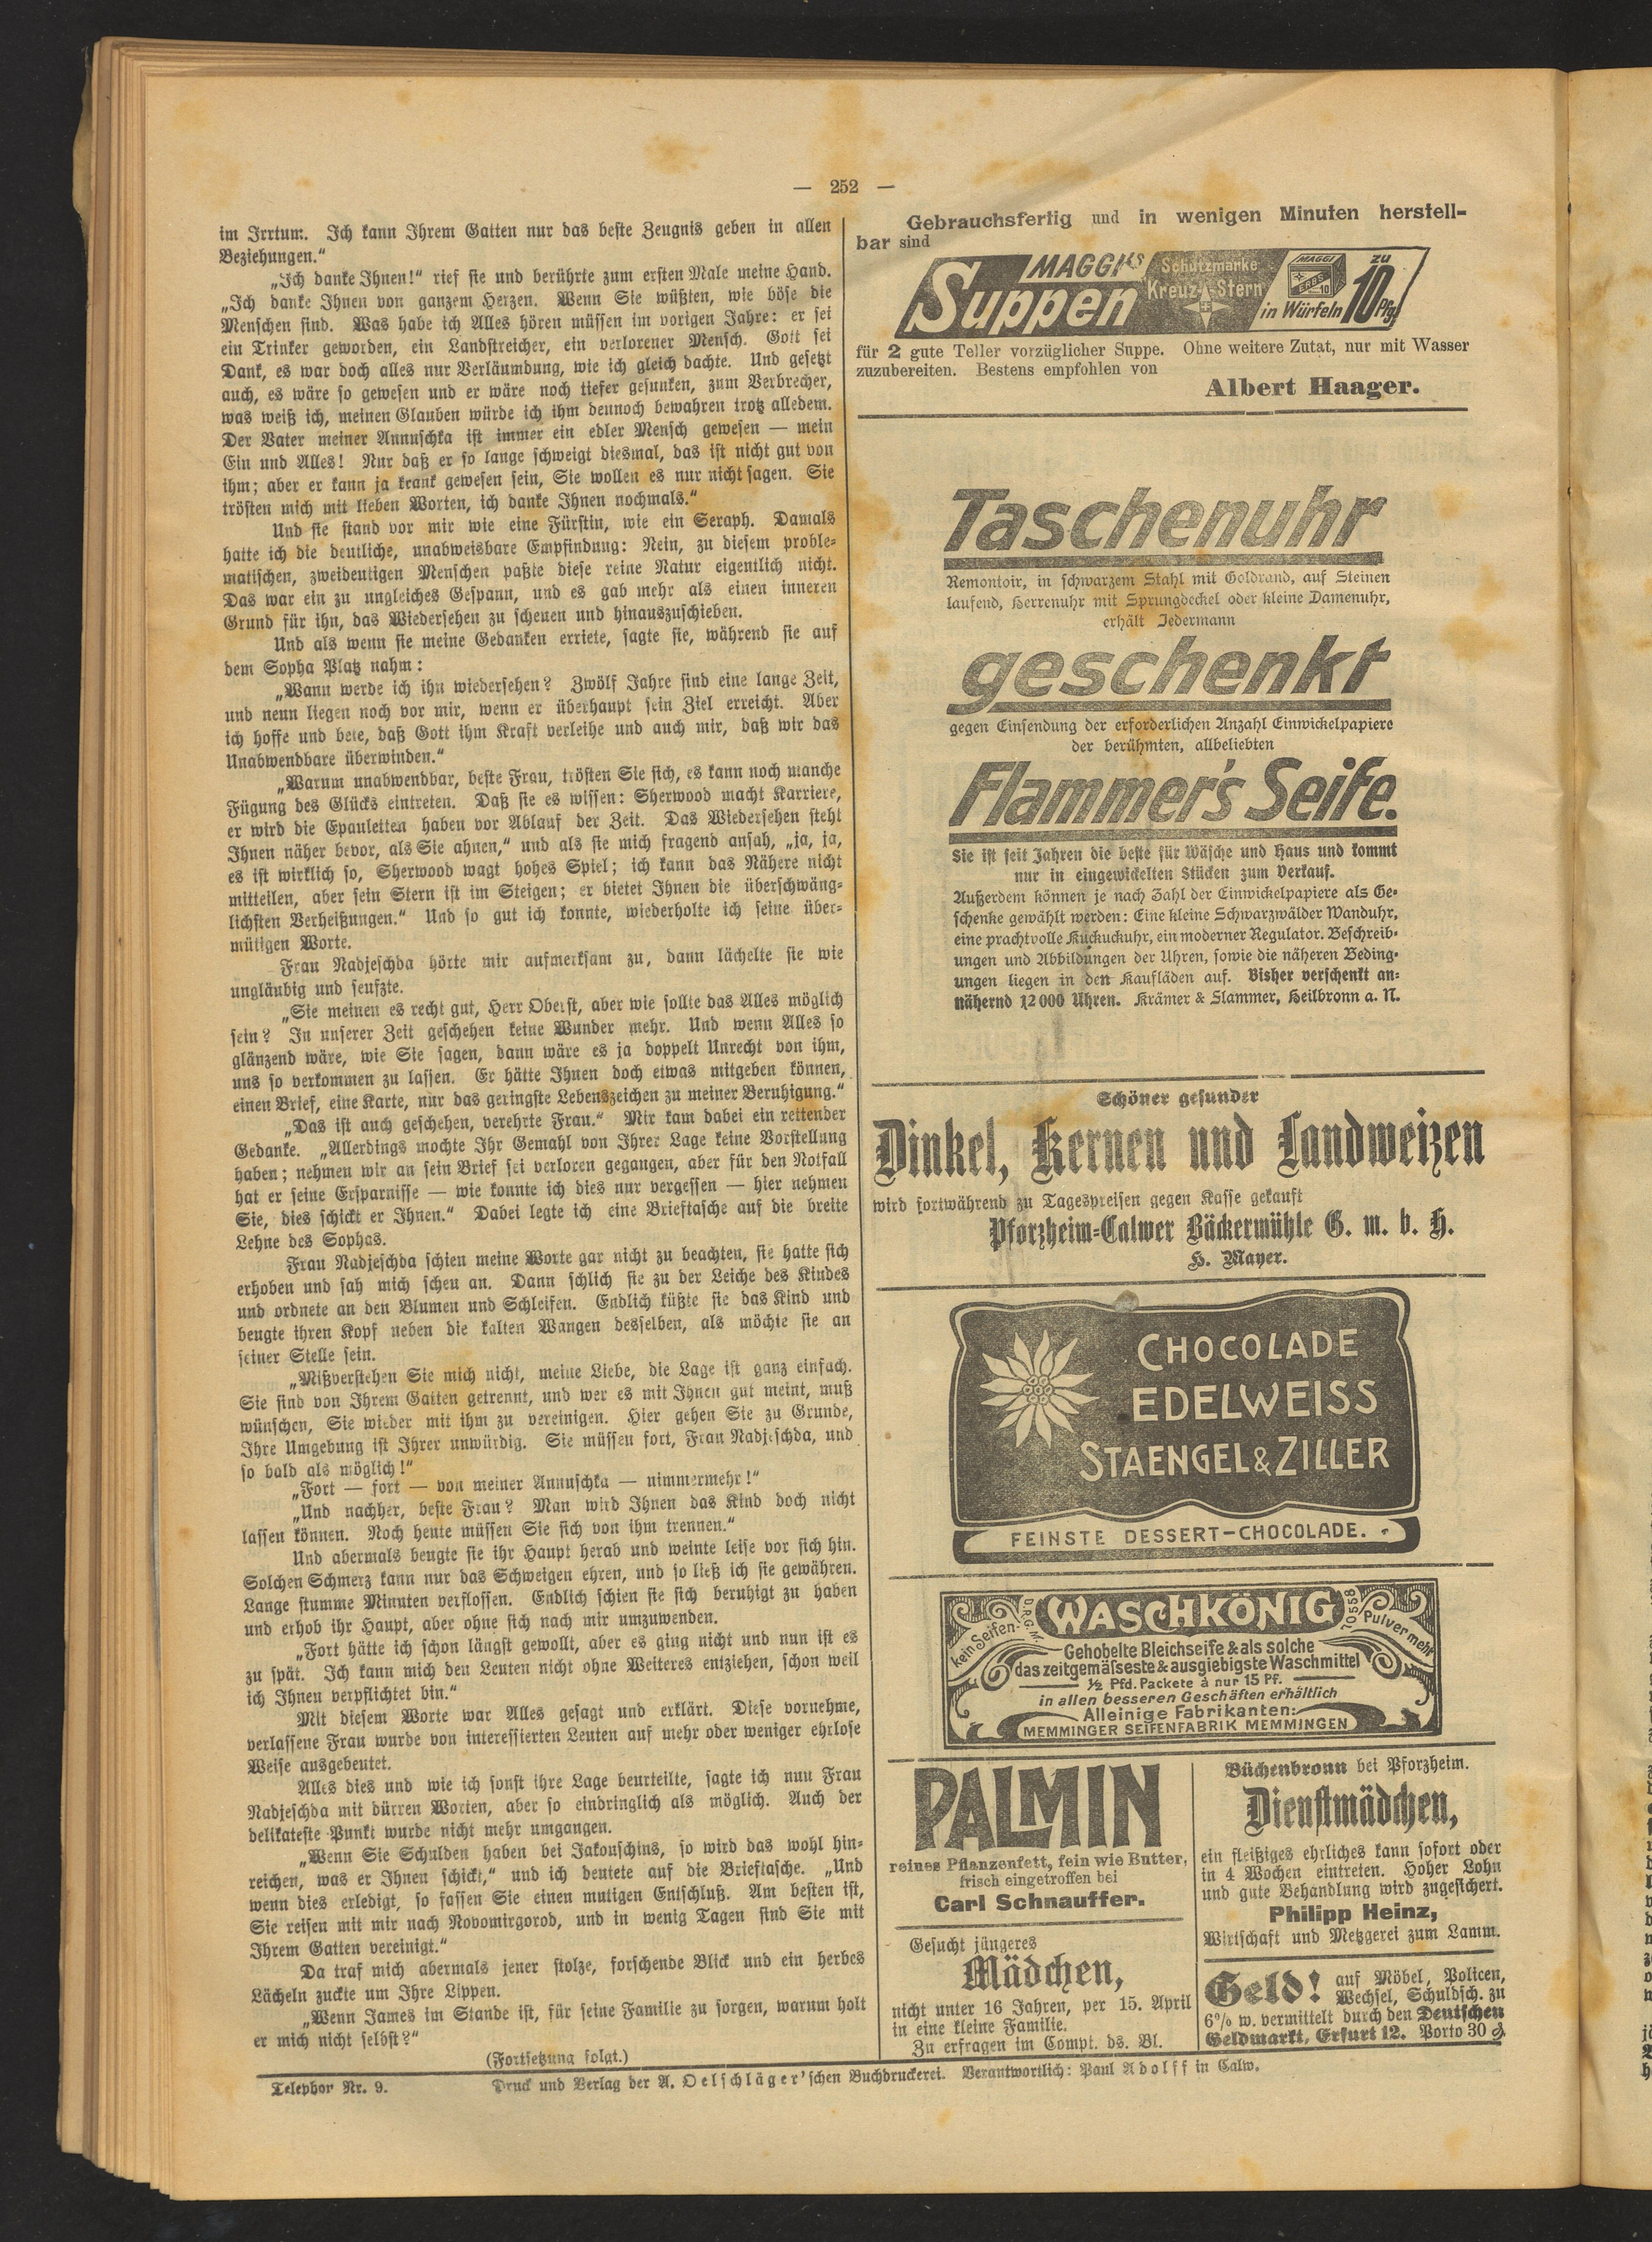 — 252 —
im Irrtum. Ich kann Ihrem Gatten nur das beste Zeugnis geben in allen
Beziehungen.“
„Ich danke Ihnen!“ rief sie und berührte zum ersten Male meine Hand.
„Ich danke Ihnen von ganzem Herzen. Wenn Sie wüßten, wie böse die
Menschen sind. Was habe ich Alles hören müssen im vorigen Jahre: er sei
ein Trinker geworden, ein Landstreicher, ein verlorener Mensch. Gott sei
Dank, es war doch alles nur Verläumdung, wie ich gleich dachte. Und gesetzt
auch, es wäre so gewesen und er wäre noch tiefer gesunken, zum Verbrecher,
was weiß ich, meinen Glauben würde ich ihm dennoch bewahren trotz alledem.
Der Vater meiner Annuschka ist immer ein edler Mensch gewesen — mein
Ein und Alles! Nur daß er so lange schweigt diesmal, das ist nicht gut von
ihm; aber er kann ja krank gewesen sein, Sie wollen es nur nicht sagen. Sie
trösten mich mit lieben Worten, ich danke Ihnen nochmals.“
Und sie stand vor mir wie eine Fürstin, wie ein Seraph. Damals
hatte ich die deutliche, unabweisbare Empfindung: Nein, zu diesem proble-
matischen, zweideutigen Menschen paßte diese reine Natur eigentlich nicht.
Das war ein zu ungleiches Gespann, und es gab mehr als einen inneren
Grund für ihn, das Wiedersehen zu scheuen und hinauszuschieben.
Und als wenn sie meine Gedanken erriete, sagte sie, während sie auf
dem Sopha Platz nahm:
„Wann werde ich ihn wiedersehen? Zwölf Jahre sind eine lange Zeit,
und neun liegen noch vor mir, wenn er überhaupt sein Ziel erreicht. Aber
ich hoffe und bete, daß Gott ihm Kraft verleihe und auch mir, daß wir das
Unabwendbare überwinden.“
„Warum unabwendbar, beste Frau, trösten Sie sich, es kann noch manche
Fügung des Glücks eintreten. Daß sie es wissen: Sherwood macht Karriere,
er wird die Epauletten haben vor Ablauf der Zeit. Das Wiedersehen steht
Ihnen näher bevor, als Sie ahnen,“ und als sie mich fragend ansah, „ja, ja,
es ist wirklich so, Sherwood wagt hohes Spiel; ich kann das Nähere nicht
mitteilen, aber sein Stern ist im Steigen; er bietet Ihnen die überschwäng-
lichsten Verheißungen.“ Und so gut ich konnte, wiederholte ich seine über-
mütigen Worte.
Frau Nadjeschda hörte mir aufmerksam zu, dann lächelte sie wie
ungläubig und seufzte.
„Sie meinen es recht gut, Herr Oberst, aber wie sollte das Alles möglich
sein? In unserer Zeit geschehen keine Wunder mehr. Und wenn Alles so
glänzend wäre, wie Sie sagen, dann wäre es ja doppelt Unrecht von ihm,
uns so verkommen zu lassen. Er hätte Ihnen doch etwas mitgeben können,
einen Brief, eine Karte, nur das geringste Lebenszeichen zu meiner Beruhigung.“
„Das ist auch geschehen, verehrte Frau.“ Mir kam dabei ein rettender
Gedanke. „Allerdings mochte Ihr Gemahl von Ihrer Lage keine Vorstellung
haben; nehmen wir an sein Brief sei verloren gegangen, aber für den Notfall
hat er seine Ersparnisse — wie konnte ich dies nur vergessen — hier nehmen
Sie, dies schickt er Ihnen.“ Dabei legte ich eine Brieftasche auf die breite
Lehne des Sophas.
Frau Nadjeschda schien meine Worte gar nicht zu beachten, sie hatte sich
erhoben und sah mich scheu an. Dann schlich sie zu der Leiche des Kindes
und ordnete an den Blumen und Schleifen. Endlich küßte sie das Kind und
beugte ihren Kopf neben die kalten Wangen desselben, als möchte sie an
seiner Stelle sein.
„Mißverstehen Sie mich nicht, meine Liebe, die Lage ist ganz einfach.
Sie sind von Ihrem Gatten getrennt, und wer es mit Ihnen gut meint, muß
wünschen, Sie wieder mit ihm zu vereinigen. Hier gehen Sie zu Grunde,
Ihre Umgebung ist Ihrer unwürdig. Sie müssen fort, Frau Nadjeschda, und
so bald als möglich!“
„Fort — fort — von meiner Annuschka — nimmermehr!“
„Und nachher, beste Frau? Man wird Ihnen das Kind doch nicht
lassen können. Noch heute müssen Sie sich von ihm trennen.“
Und abermals beugte sie ihr Haupt herab und weinte leise vor sich hin.
Solchen Schmerz kann nur das Schweigen ehren, und so ließ ich sie gewähren.
Lange stumme Minuten verflossen. Endlich schien sie sich beruhigt zu haben
und erhob ihr Haupt, aber ohne sich nach mir umzuwenden.
„Fort hätte ich schon längst gewollt, aber es ging nicht und nun ist es
zu spät. Ich kann mich den Leuten nicht ohne Weiteres entziehen, schon weil
ich Ihnen verpflichtet bin.“
Mit diesem Worte war Alles gesagt und erklärt. Diese vornehme,
verlassene Frau wurde von interessierten Leuten auf mehr oder weniger ehrlose
Weise ausgebeutet.
Alles dies und wie ich sonst ihre Lage beurteilte, sagte ich nun Frau
Nadjeschda mit dürren Worten, aber so eindringlich als möglich. Auch der
delikateste Punkt wurde nicht mehr umgangen.
„Wenn Sie Schulden haben bei Jakouschins, so wird das wohl hin-
reichen, was er Ihnen schickt,“ und ich deutete auf die Brieftasche. „Und
wenn dies erledigt, so fassen Sie einen mutigen Entschluß. Am besten ist,
Sie reisen mit mir nach Novomirgorod, und in wenig Tagen sind Sie mit
Ihrem Gatten vereinigt.“
Da traf mich abermals jener stolze, forschende Blick und ein herbes
Lächeln zuckte um Ihre Lippen.
„Wenn James im Stande ist, für seine Familie zu sorgen, warum holt
er mich nicht selbst?“
(Fortsetzung folgt.)
Gebrauchsfertig und in wenigen Minuten herstell-
bar sind
MAGGI's
Suppen
Schutzmarke
Kreuz Stern
MAGGI
ERBS
10
in Würfeln
zu
10 Pfg.
für 2 gute Teller vorzüglicher Suppe. Ohne weitere Zutat, nur mit Wasser
zuzubereiten. Bestens empfohlen von
Albert Haager.
Taschenuhr
Remontoir, in schwarzem Stahl mit Goldrand, auf Steinen
laufend, Herrenuhr mit Sprungdeckel oder kleine Damenuhr,
erhält Jedermann
geschenkt
gegen Einsendung der erforderlichen Anzahl Einwickelpapiere
der berühmten, allbeliebten
Flammer's Seife.
Sie ist seit Jahren die beste für Wäsche und Haus und kommt
nur in eingewickelten Stücken zum Verkauf.
Außerdem können je nach Zahl der Einwickelpapiere als Ge-
schenke gewählt werden: Eine kleine Schwarzwälder Wanduhr,
eine prachtvolle Kuckuckuhr, ein moderner Regulator. Beschreib-
ungen und Abbildungen der Uhren, sowie die näheren Beding-
ungen liegen in den Kaufläden auf. Bisher verschenkt an-
nähernd 12 000 Uhren. Krämer & Flammer, Heilbronn a. N.
Schöner gesunder
Dinkel, Kernen und Landweizen
wird fortwährend zu Tagespreisen gegen Kasse gekauft
Pforzheim-Calwer Bäckermühle G. m. b. H.
H. Mayer.
CHOCOLADE
EDELWEISS
STAENGEL & ZILLER
FEINSTE DESSERT-CHOCOLADE.
WASCHKÖNIG
kein Seifen-
D.R.G.M.
70558
Pulver mehr
Gehobelte Bleichseife & als solche
das zeitgemässeste & ausgiebigste Waschmittel
½ Pfd. Packete à nur 15 Pf.
in allen besseren Geschäften erhältlich
Alleinige Fabrikanten:
MEMMINGER SEIFENFABRIK MEMMINGEN
PALMIN
reines Pflanzenfett, fein wie Butter,
frisch eingetroffen bei
Carl Schnauffer.
Gesucht jüngeres
Mädchen,
nicht unter 16 Jahren, per 15. April
in eine kleine Familie.
Zu erfragen im Compt. ds. Bl.
Büchenbronn bei Pforzheim.
Dienstmädchen,
ein fleißiges ehrliches kann sofort oder
in 4 Wochen eintreten. Hoher Lohn
und gute Behandlung wird zugesichert.
Philipp Heinz,
Wirtschaft und Metzgerei zum Lamm.
Geld! auf Möbel, Policen,
Wechsel, Schuldsch. zu
6% w. vermittelt durch den Deutschen
Geldmarkt, Erfurt 12. Porto 30 ₰.
Telephon Nr. 9.
Druck und Verlag der A. Oelschläger'schen Buchdruckerei. Verantwortlich: Paul Adolff in Calw.